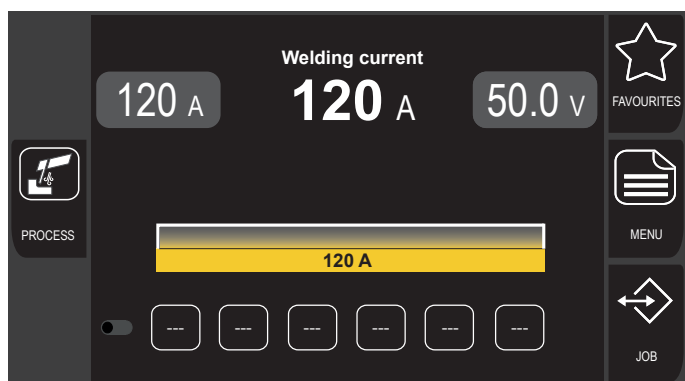 Welding current
120 A
120 A
50.0 V
FAVOURITES
PROCESS
MENU
120 A
--- --- --- --- --- ---
JOB